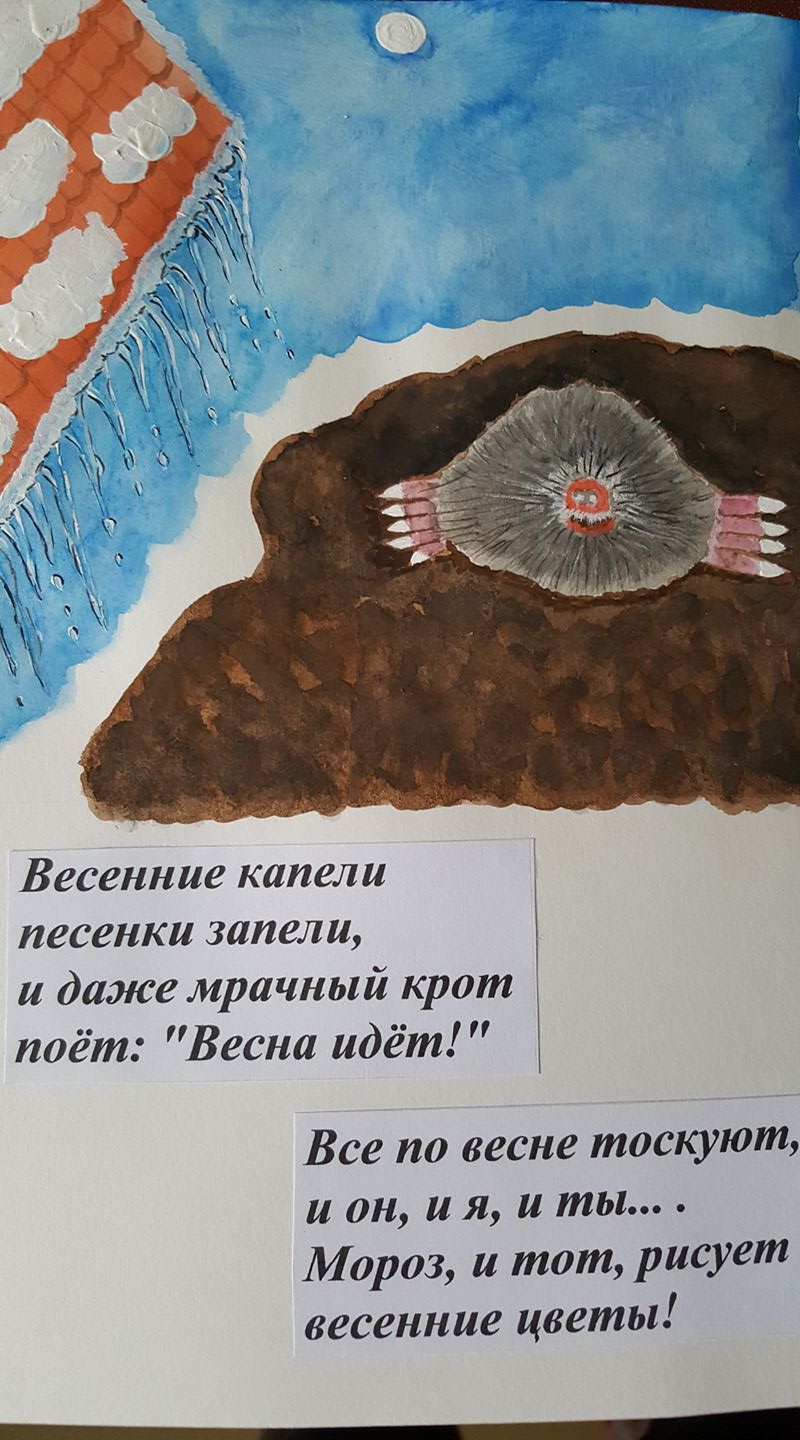 Весенние капели
песенки запели,
и даже мрачный крот
поёт: "Весна идёт!"
Все по весне тоскуют,
и он, и я, и ты... .
Мороз, и тот, рисует
весенние цветы!